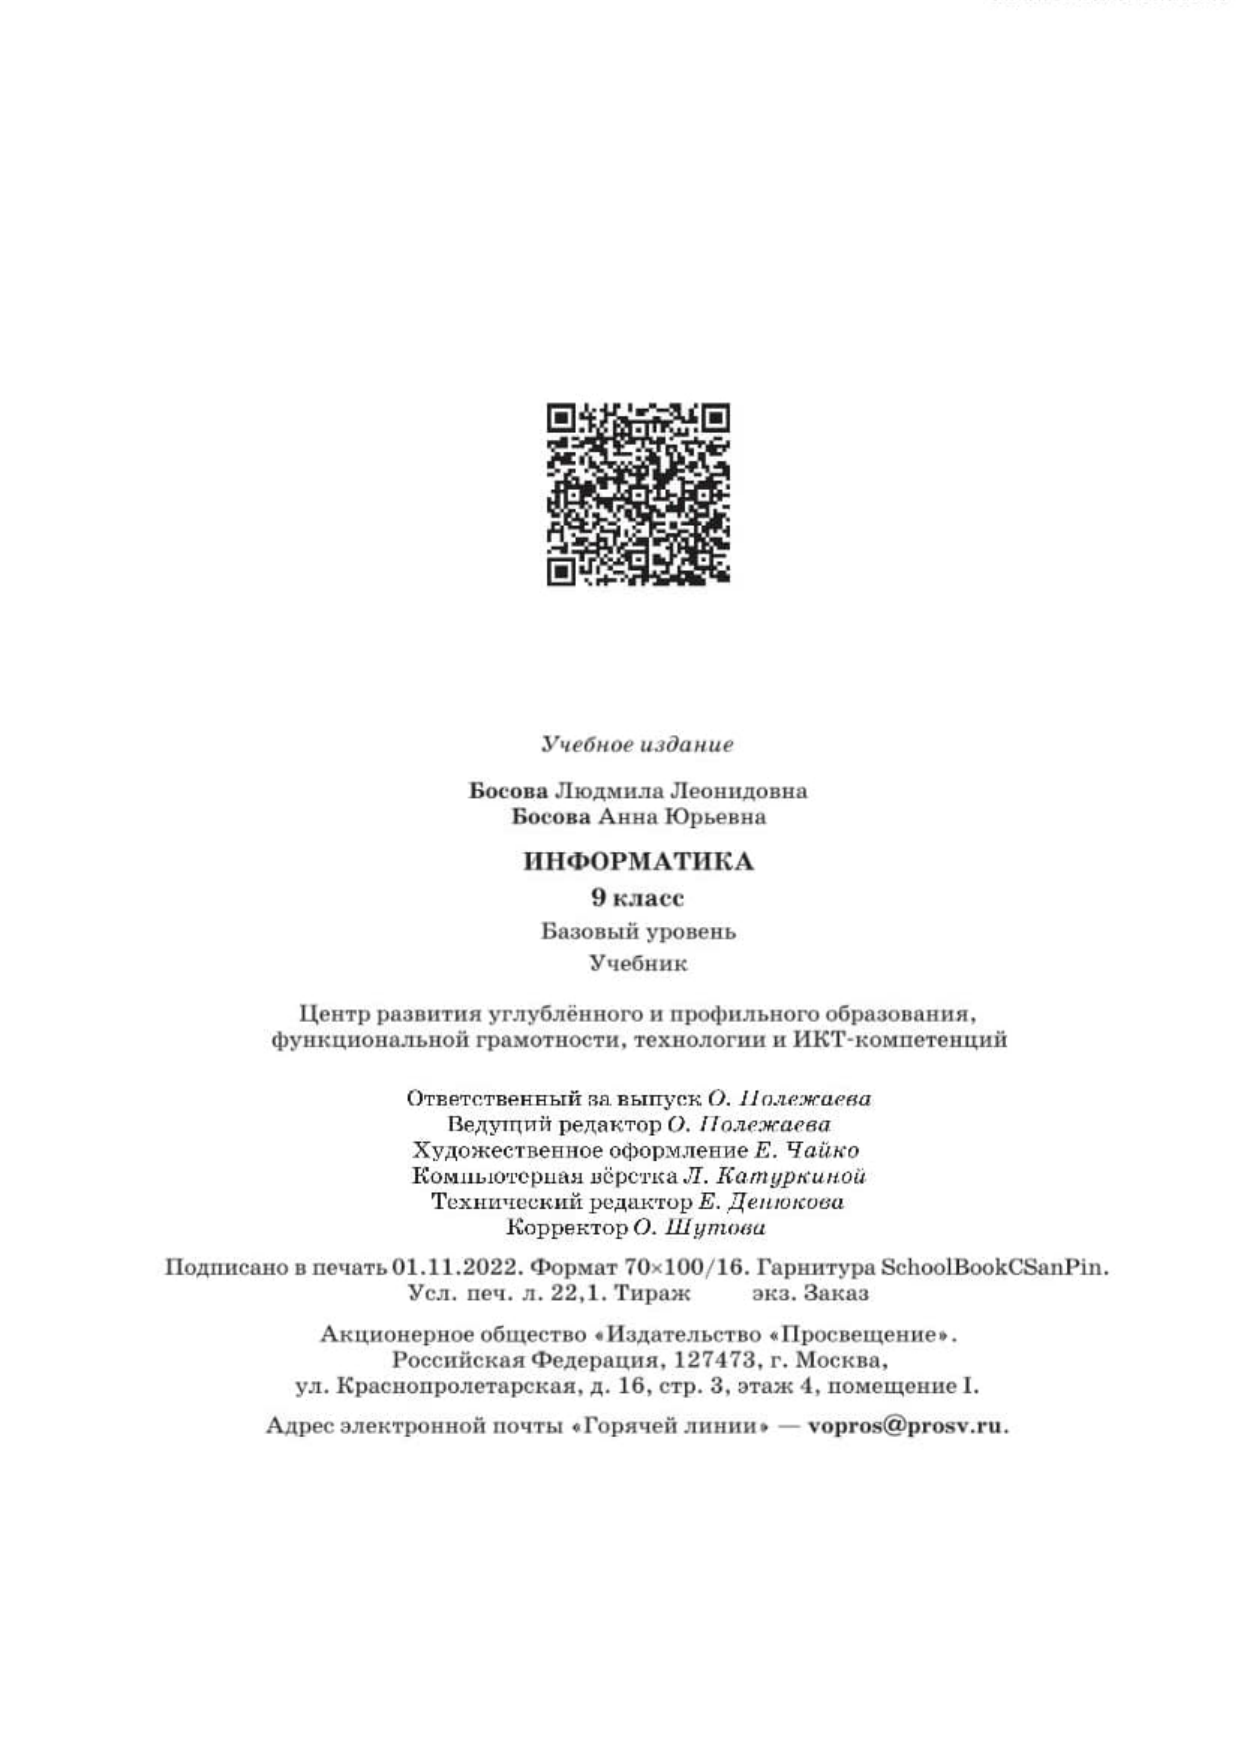 Учебное издание
Босова Людмила Леонидовна
Босова Анна Юрьевна
ИНФОРМАТИКА
9 класс
Базовый уровень
Учебник
Центр развития углублённого и профильного образования,
функциональной грамотности, технологии и ИКТ-компетенций
Ответственный за выпуск О. Полежаева
Ведущий редактор О. Полежаева
Художественное оформление Е. Чайко
Компьютерная вёрстка Л. Катуркиной
Технический редактор Е. Денюкова
Корректор О. Шутова
Подписано в печать 01.11.2022. Формат 70×100/16. Гарнитура SchoolBookCSanPin.
Усл. печ. л. 22,1. Тираж экз. Заказ
Акционерное общество «Издательство «Просвещение».
Российская Федерация, 127473, г. Москва,
ул. Краснопролетарская, д. 16, стр. 3, этаж 4, помещение I.
Адрес электронной почты «Горячей линии» — vopros@prosv.ru.